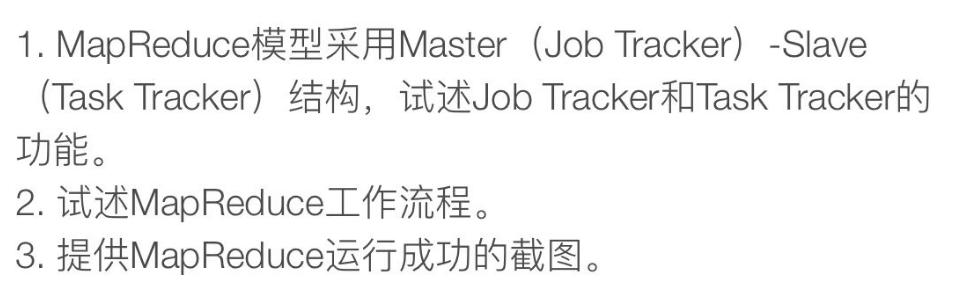 1. MapReduce模型采用Master（Job Tracker）-Slave
（Task Tracker）结构，试述Job Tracker和Task Tracker的
功能。
2. 试述MapReduce工作流程。
3. 提供MapReduce运行成功的截图。